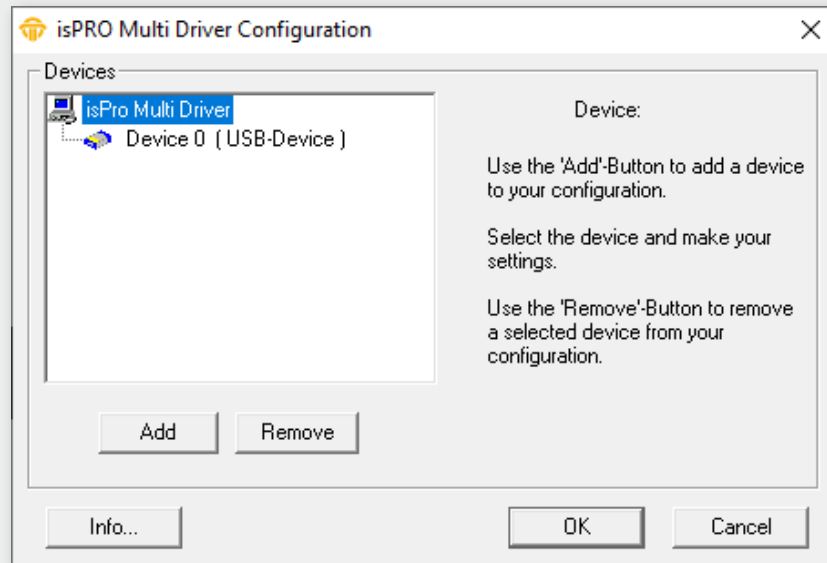 isPRO Multi Driver Configuration
Devices
isPro Multi Driver
Device 0 ( USB-Device )
Device:
Use the 'Add'-Button to add a device
to your configuration.
Select the device and make your
settings.
Use the 'Remove'-Button to remove
a selected device from your
configuration.
Add
Remove
Info...
OK
Cancel